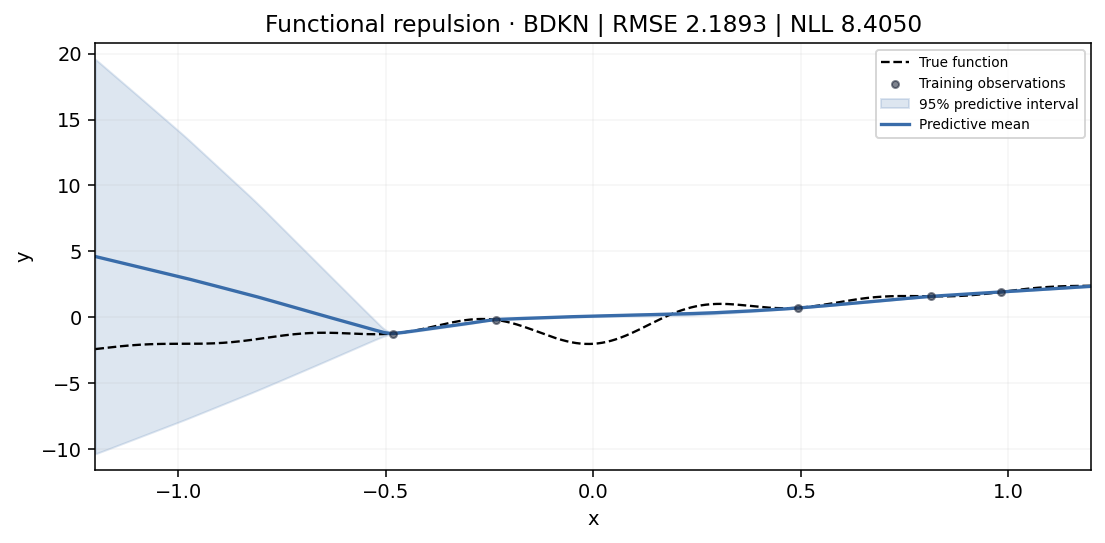 Functional repulsion · BDKN | RMSE 2.1893 | NLL 8.4050
True function
Training observations
95% predictive interval
Predictive mean
20
15
10
5
0
−5
−10
y
−1.0
−0.5
0.0
0.5
1.0
x